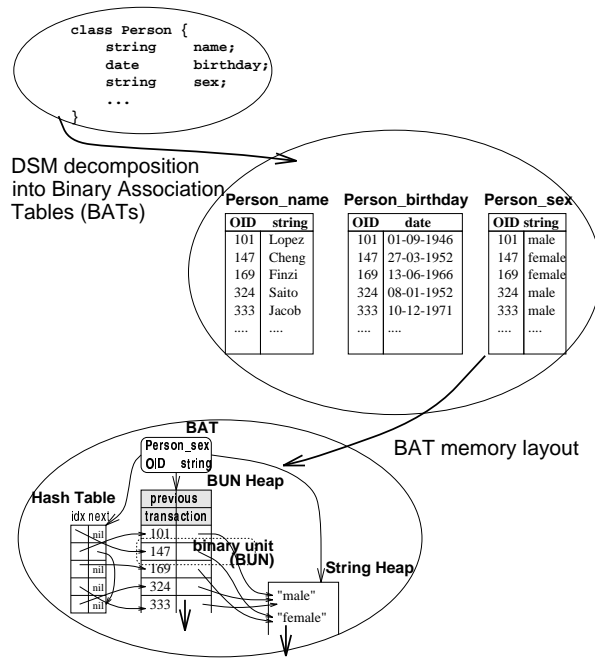 class Person {
string name;
date birthday;
string sex;
...
}
DSM decomposition
into Binary Association
Tables (BATs)
Person_name Person_birthday Person_sex
OID string OID date OID string
101 Lopez 101 01-09-1946 101 male
147 Cheng 147 27-03-1952 147 female
169 Finzi 169 13-06-1966 169 female
324 Saito 324 08-01-1952 324 male
333 Jacob 333 10-12-1971 333 male
.... .... .... .... .... ....
BAT memory layout
BAT
Person_sex
OID string
BUN Heap
Hash Table
idx next
previous
transaction
nil 101
binary unit
(BUN)
147
169
String Heap
nil 324
nil 333
"male"
"female"